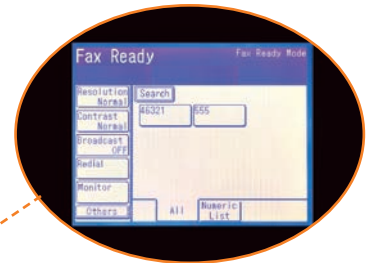 Fax Ready
Fax Ready Mode
Resolution
Normal
Search
46321
555
Contrast
Normal
Broadcast
OFF
Redial
Monitor
Others
All
Numeric
List